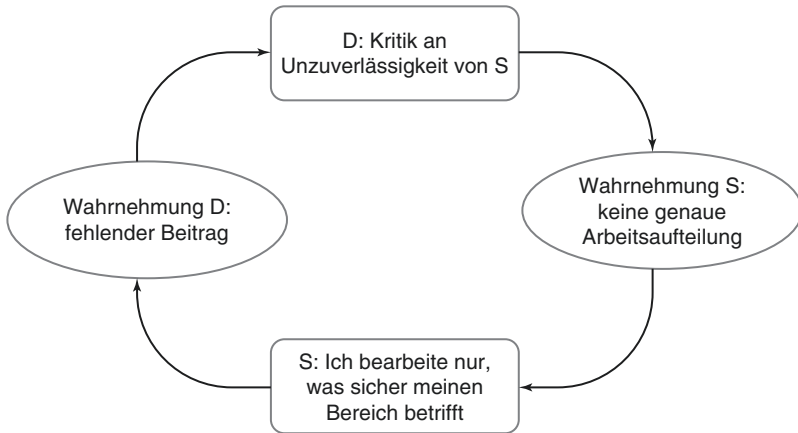 D: Kritik an
Unzuverlässigkeit von S
Wahrnehmung D:
fehlender Beitrag
Wahrnehmung S:
keine genaue
Arbeitsaufteilung
S: Ich bearbeite nur,
was sicher meinen
Bereich betrifft